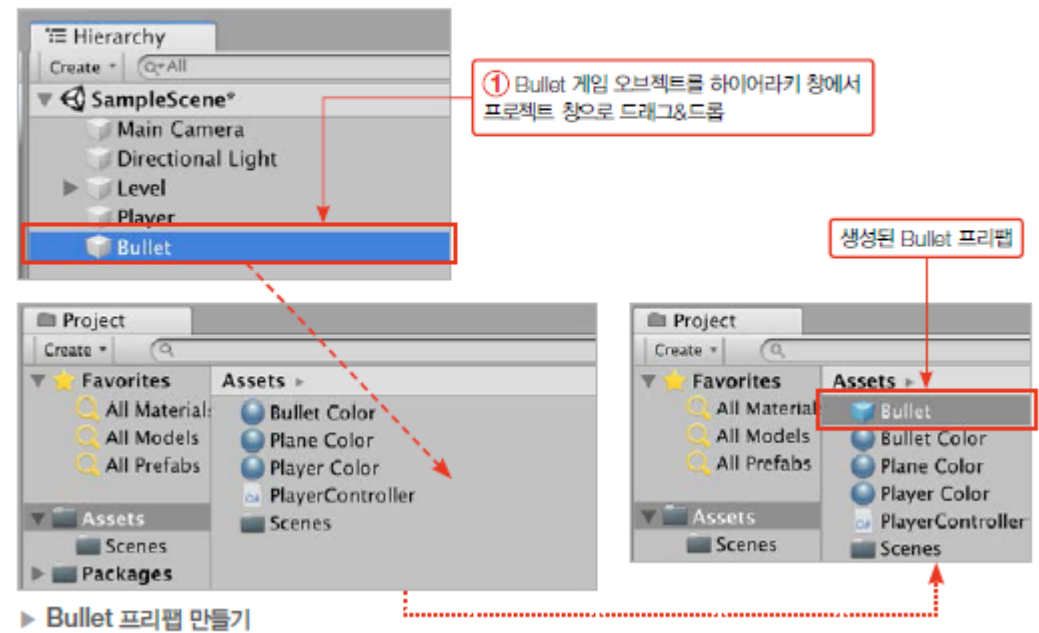 Hierarchy
Create
All
SampleScene*
Main Camera
Directional Light
Level
Player
Bullet
① Bullet 게임 오브젝트를 하이어라키 창에서
프로젝트 창으로 드래그&드롭
생성된 Bullet 프리팹
Project
Create
Favorites
All Materials
All Models
All Prefabs
Assets
Scenes
Packages
Assets
Bullet Color
Plane Color
Player Color
PlayerController
Scenes
Project
Create
Favorites
All Material
All Models
All Prefabs
Assets
Scenes
Assets
Bullet
Bullet Color
Plane Color
Player Color
PlayerController
Scenes
▶ Bullet 프리팹 만들기